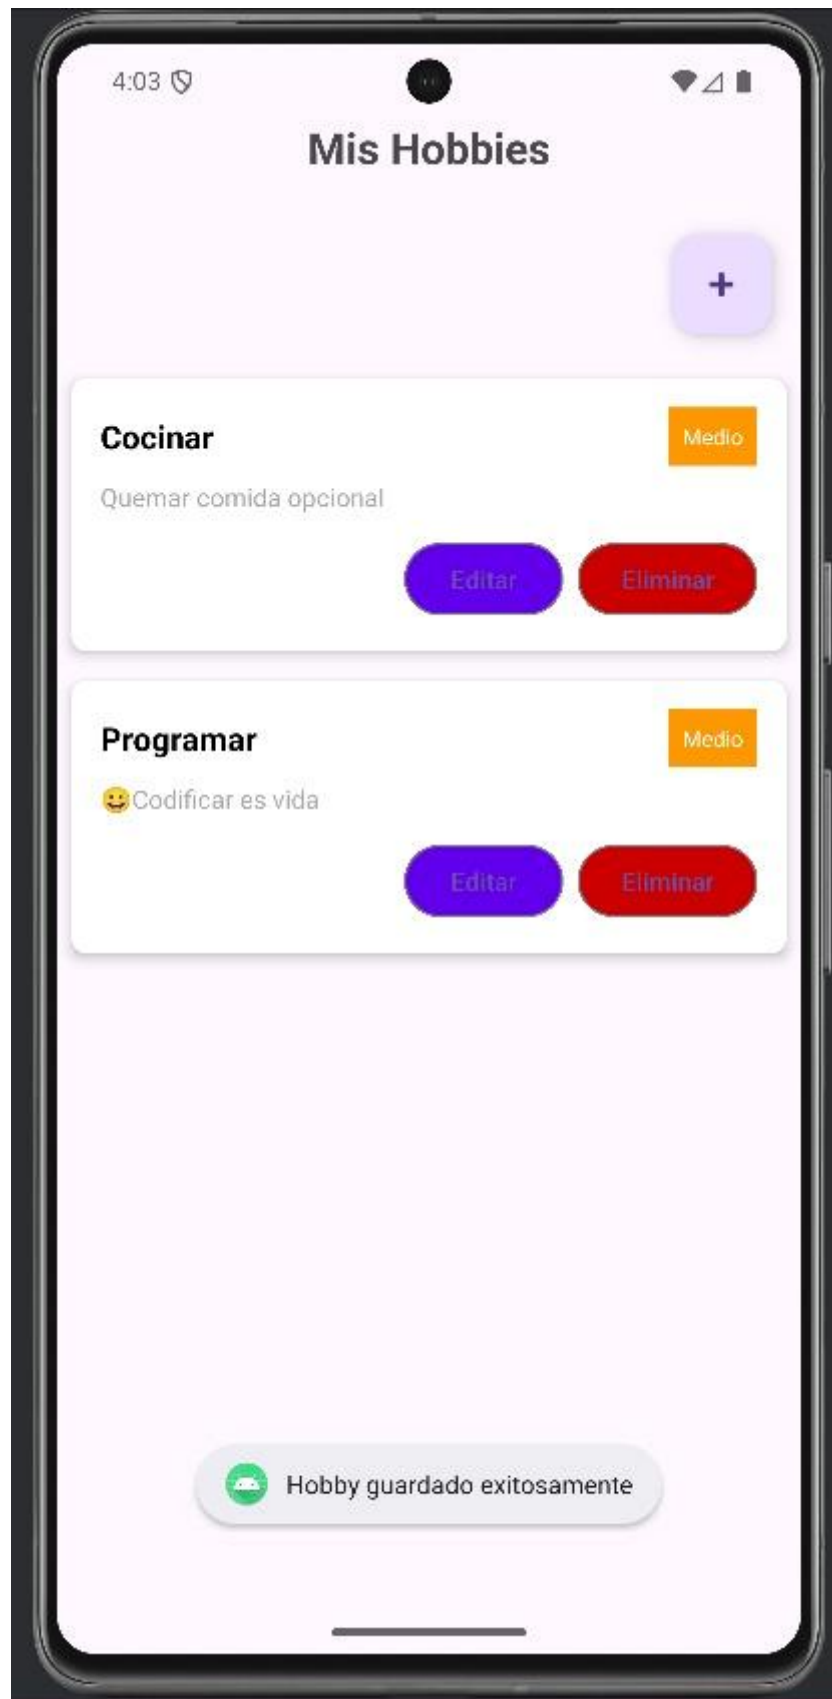 4:03
Mis Hobbies
+
Cocinar
Medio
Quemar comida opcional
Editar
Eliminar
Programar
Medio
😀Codificar es vida
Editar
Eliminar
Hobby guardado exitosamente